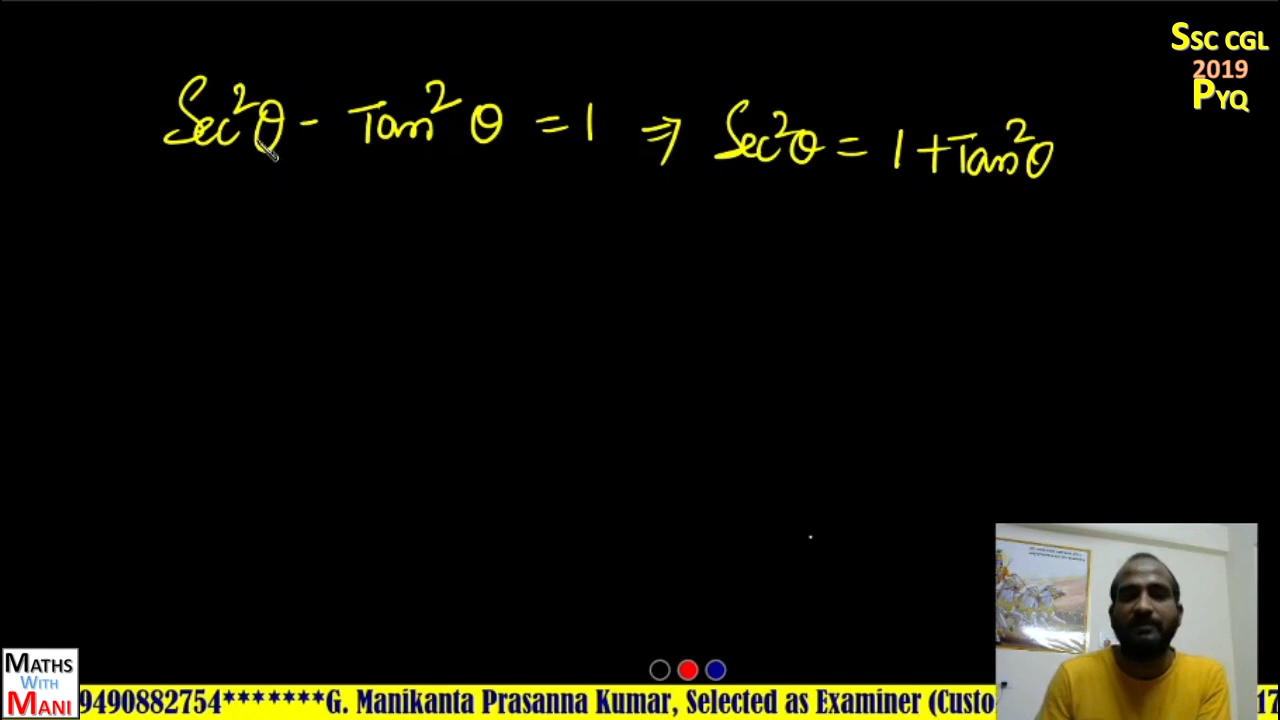 SSC CGL
2019
PYQ
Sec²θ - Tan²θ = 1 ⇒ Sec²θ = 1 + Tan²θ
MATHS
WITH
MANI
9490882754*******G. Manikanta Prasanna Kumar, Selected as Examiner (Custo
17